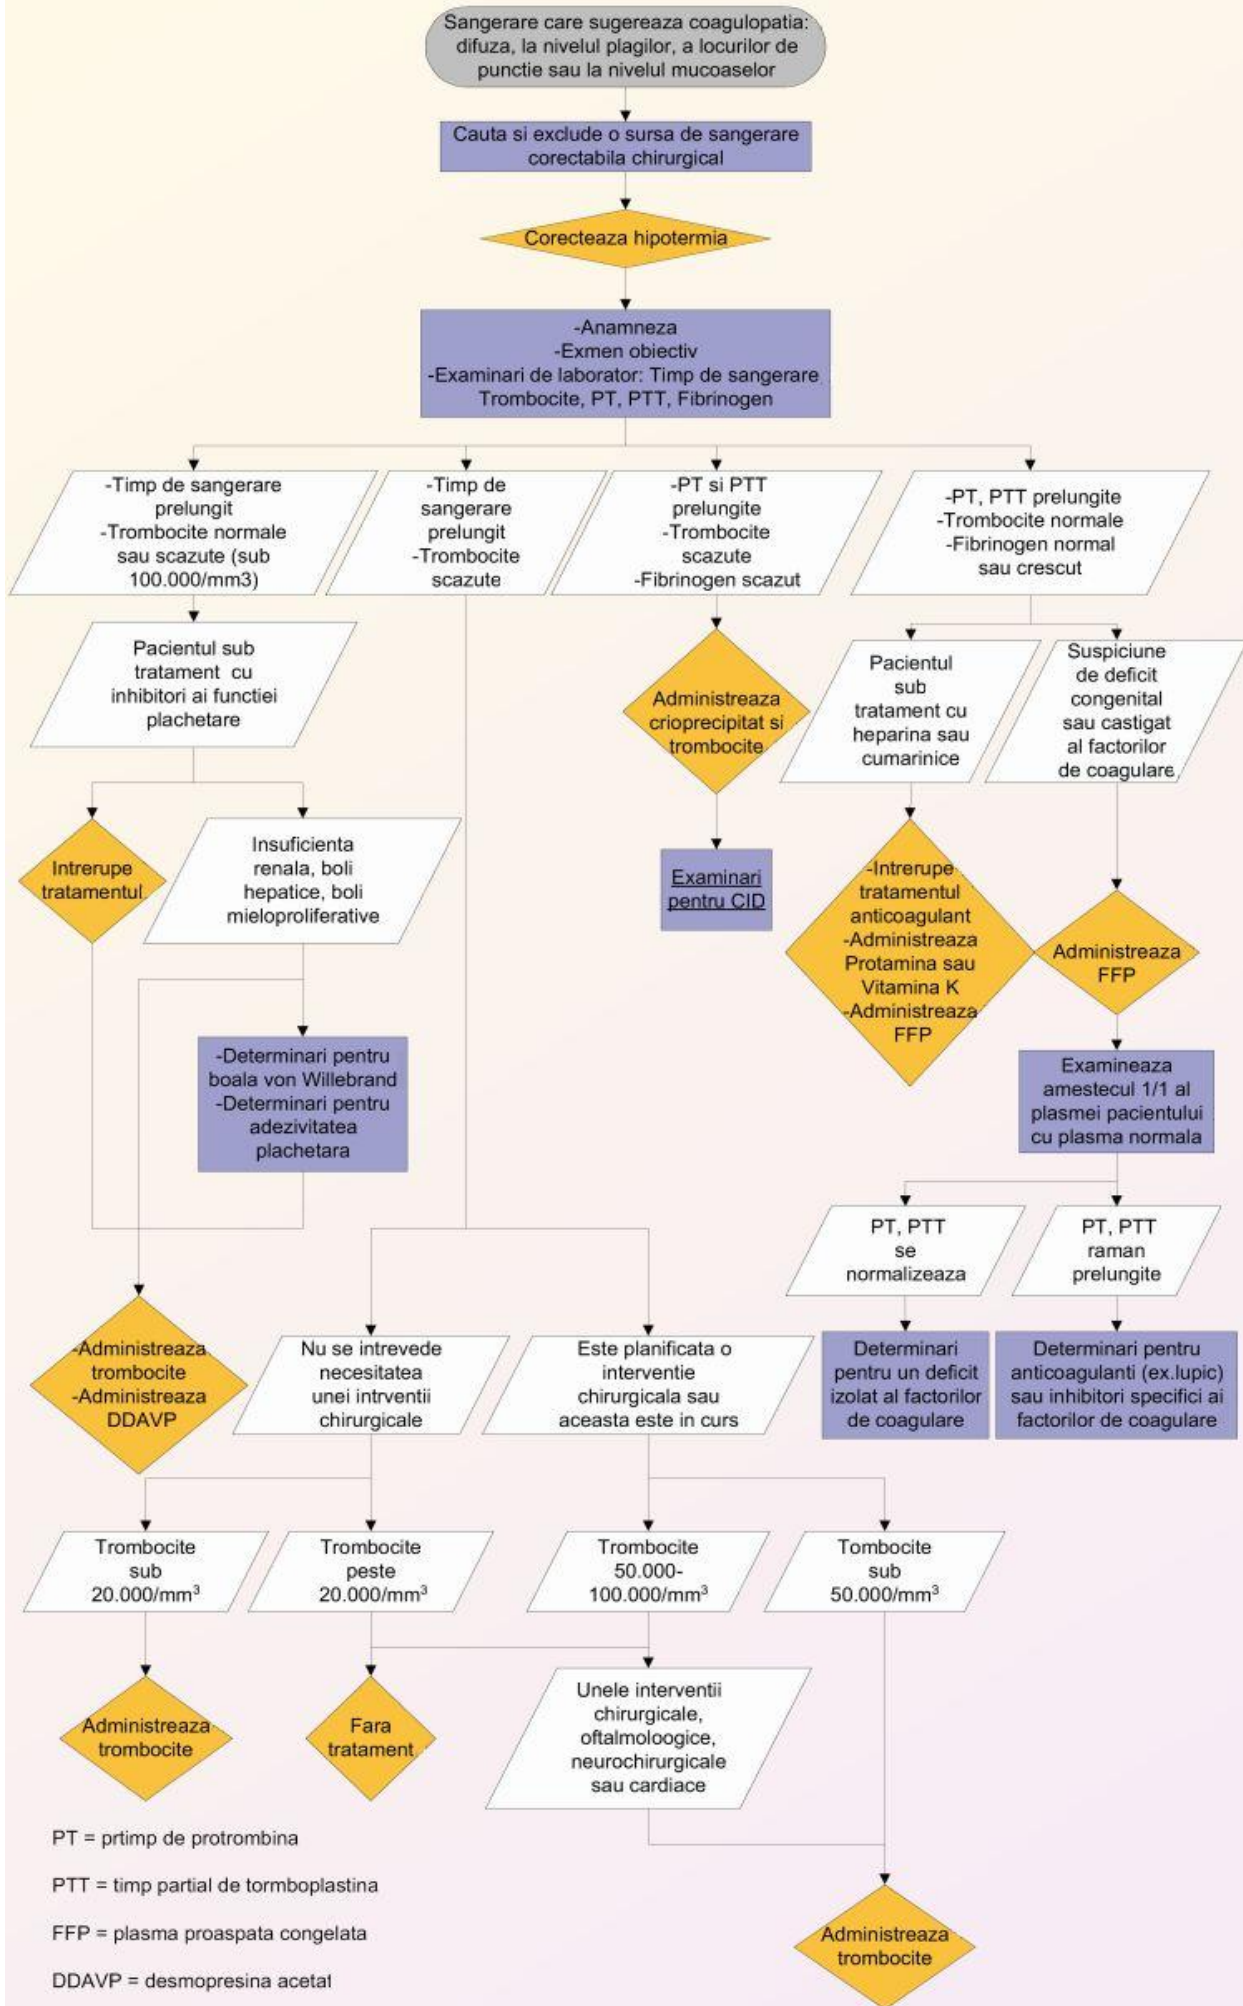 Sangerare care sugereaza coagulopatia:
difuza, la nivelul plagilor, a locurilor de
punctie sau la nivelul mucoaselor
Cauta si exclude o sursa de sangerare
corectabila chirurgical
Corecteaza hipotermia
-Anamneza
-Exmen obiectiv
-Examinari de laborator: Timp de sangerare
Trombocite, PT, PTT, Fibrinogen
-Timp de sangerare
prelungit
-Trombocite normale
sau scazute (sub
100.000/mm3)
-Timp de
sangerare
prelungit
-Trombocite
scazute
-PT si PTT
prelungite
-Trombocite
scazute
-Fibrinogen scazut
-PT, PTT prelungite
-Trombocite normale
-Fibrinogen normal
sau crescut
Pacientul sub
tratament cu
inhibitori ai functiei
plachetare
Administreaza
crioprecipitat si
trombocite
Pacientul
sub
tratament cu
heparina sau
cumarinice
Suspiciune
de deficit
congenital
sau castigat
al factorilor
de coagulare
Intrerupe
tratamentul
Insuficienta
renala, boli
hepatice, boli
mieloproliferative
Examinari
pentru CID
-Intrerupe
tratamentul
anticoagulant
-Administreaza
Protamina sau
Vitamina K
-Administreaza
FFP
Administreaza
FFP
-Determinari pentru
boala von Willebrand
-Determinari pentru
adezivitatea
plachetara
Examineaza
amestecul 1/1 al
plasmei pacientului
cu plasma normala
PT, PTT
se
normalizeaza
PT, PTT
raman
prelungite
-Administreaza
trombocite
-Administreaza
DDAVP
Nu se intrevede
necesitatea
unei intrventii
chirurgicale
Este planificata o
interventie
chirurgicala sau
aceasta este in curs
Determinari
pentru un deficit
izolat al factorilor
de coagulare
Determinari pentru
anticoagulanti (ex.lupic)
sau inhibitori specifici ai
factorilor de coagulare
Trombocite
sub
20.000/mm³
Trombocite
peste
20.000/mm³
Trombocite
50.000-
100.000/mm³
Tombocite
sub
50.000/mm³
Administreaza
trombocite
Fara
tratament
Unele interventii
chirurgicale,
oftalmoloogice,
neurochirurgicale
sau cardiace
PT = prtimp de protrombina
PTT = timp partial de tormboplastina
FFP = plasma proaspata congelata
DDAVP = desmopresina acetat
Administreaza
trombocite